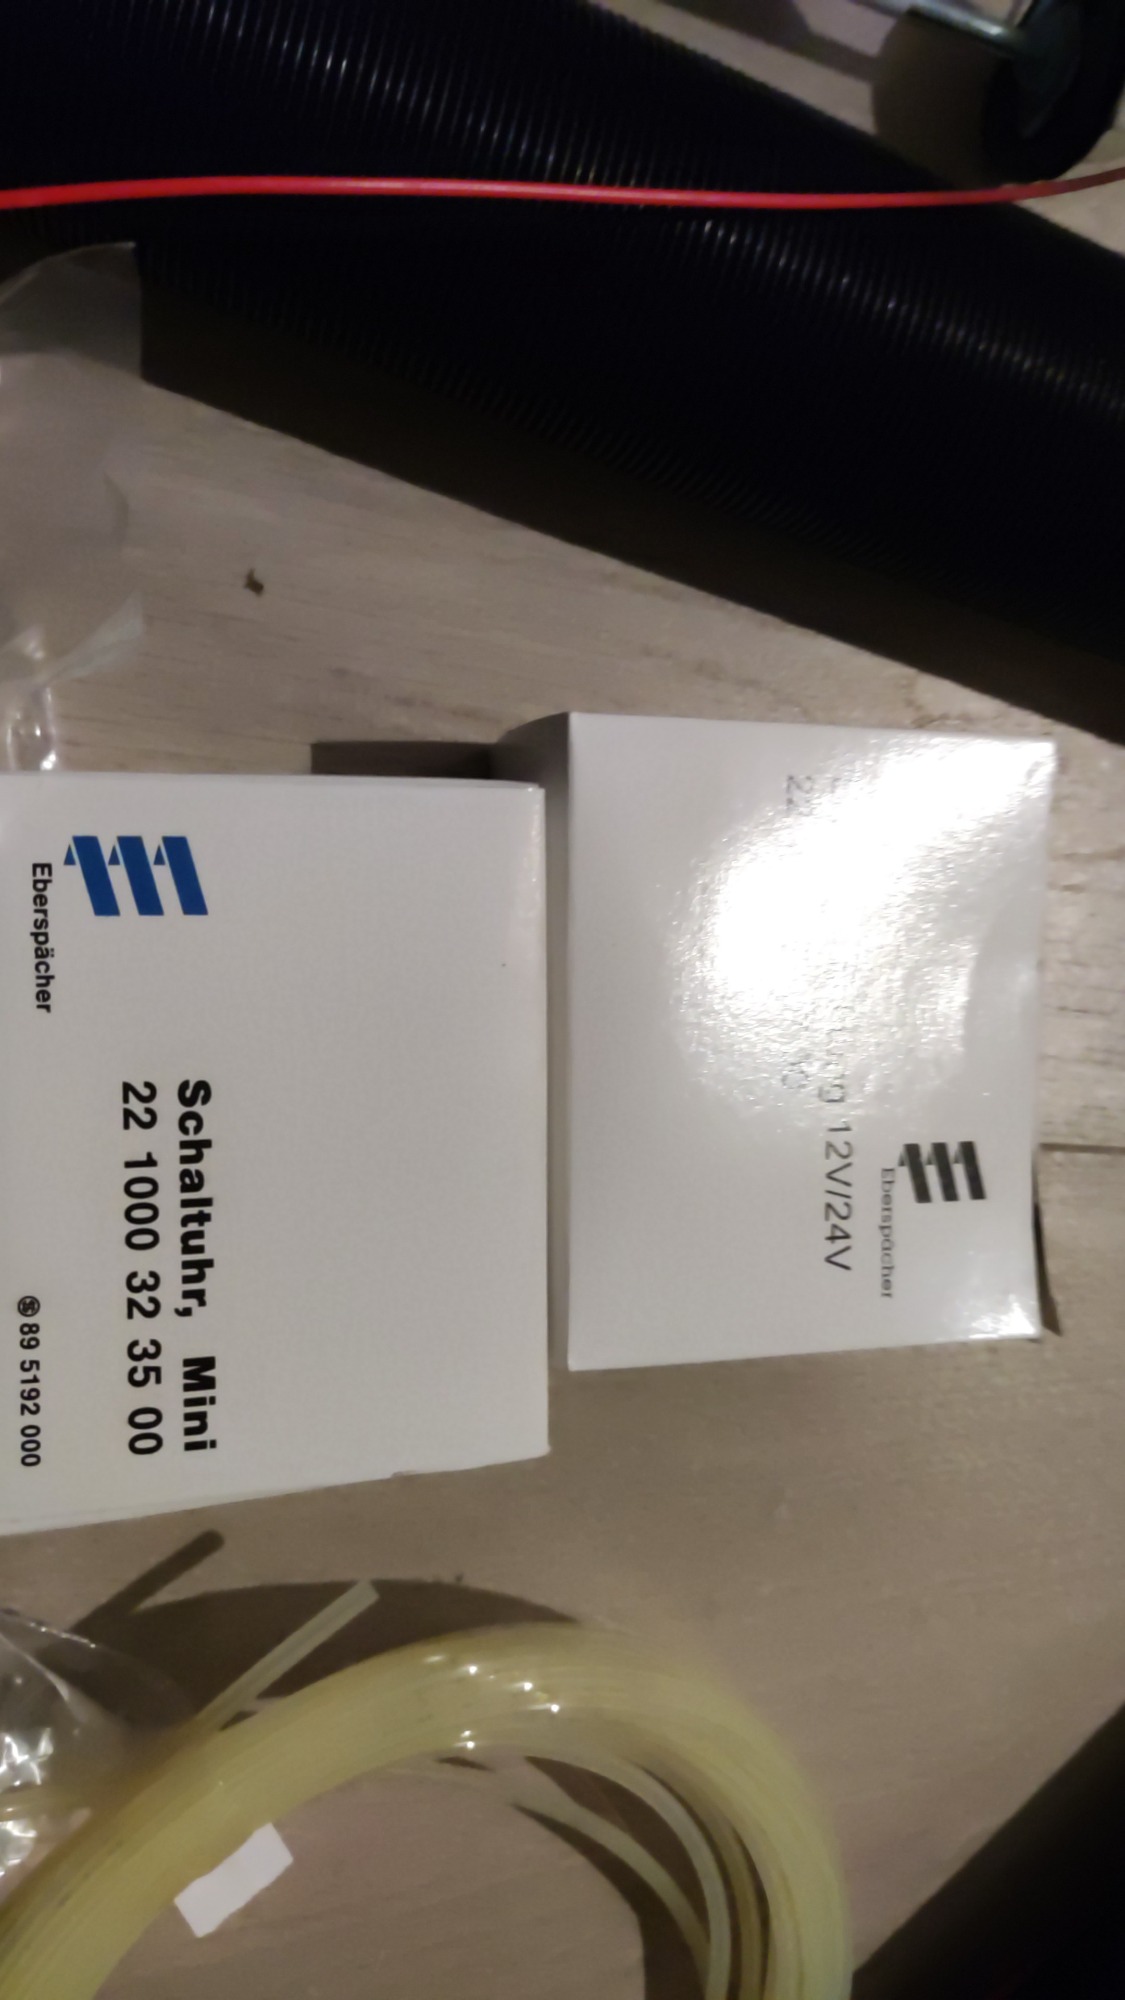 Eberspächer
Schaltuhr, Mini
22 1000 32 35 00
89 5192 000
Eberspächer
12V/24V